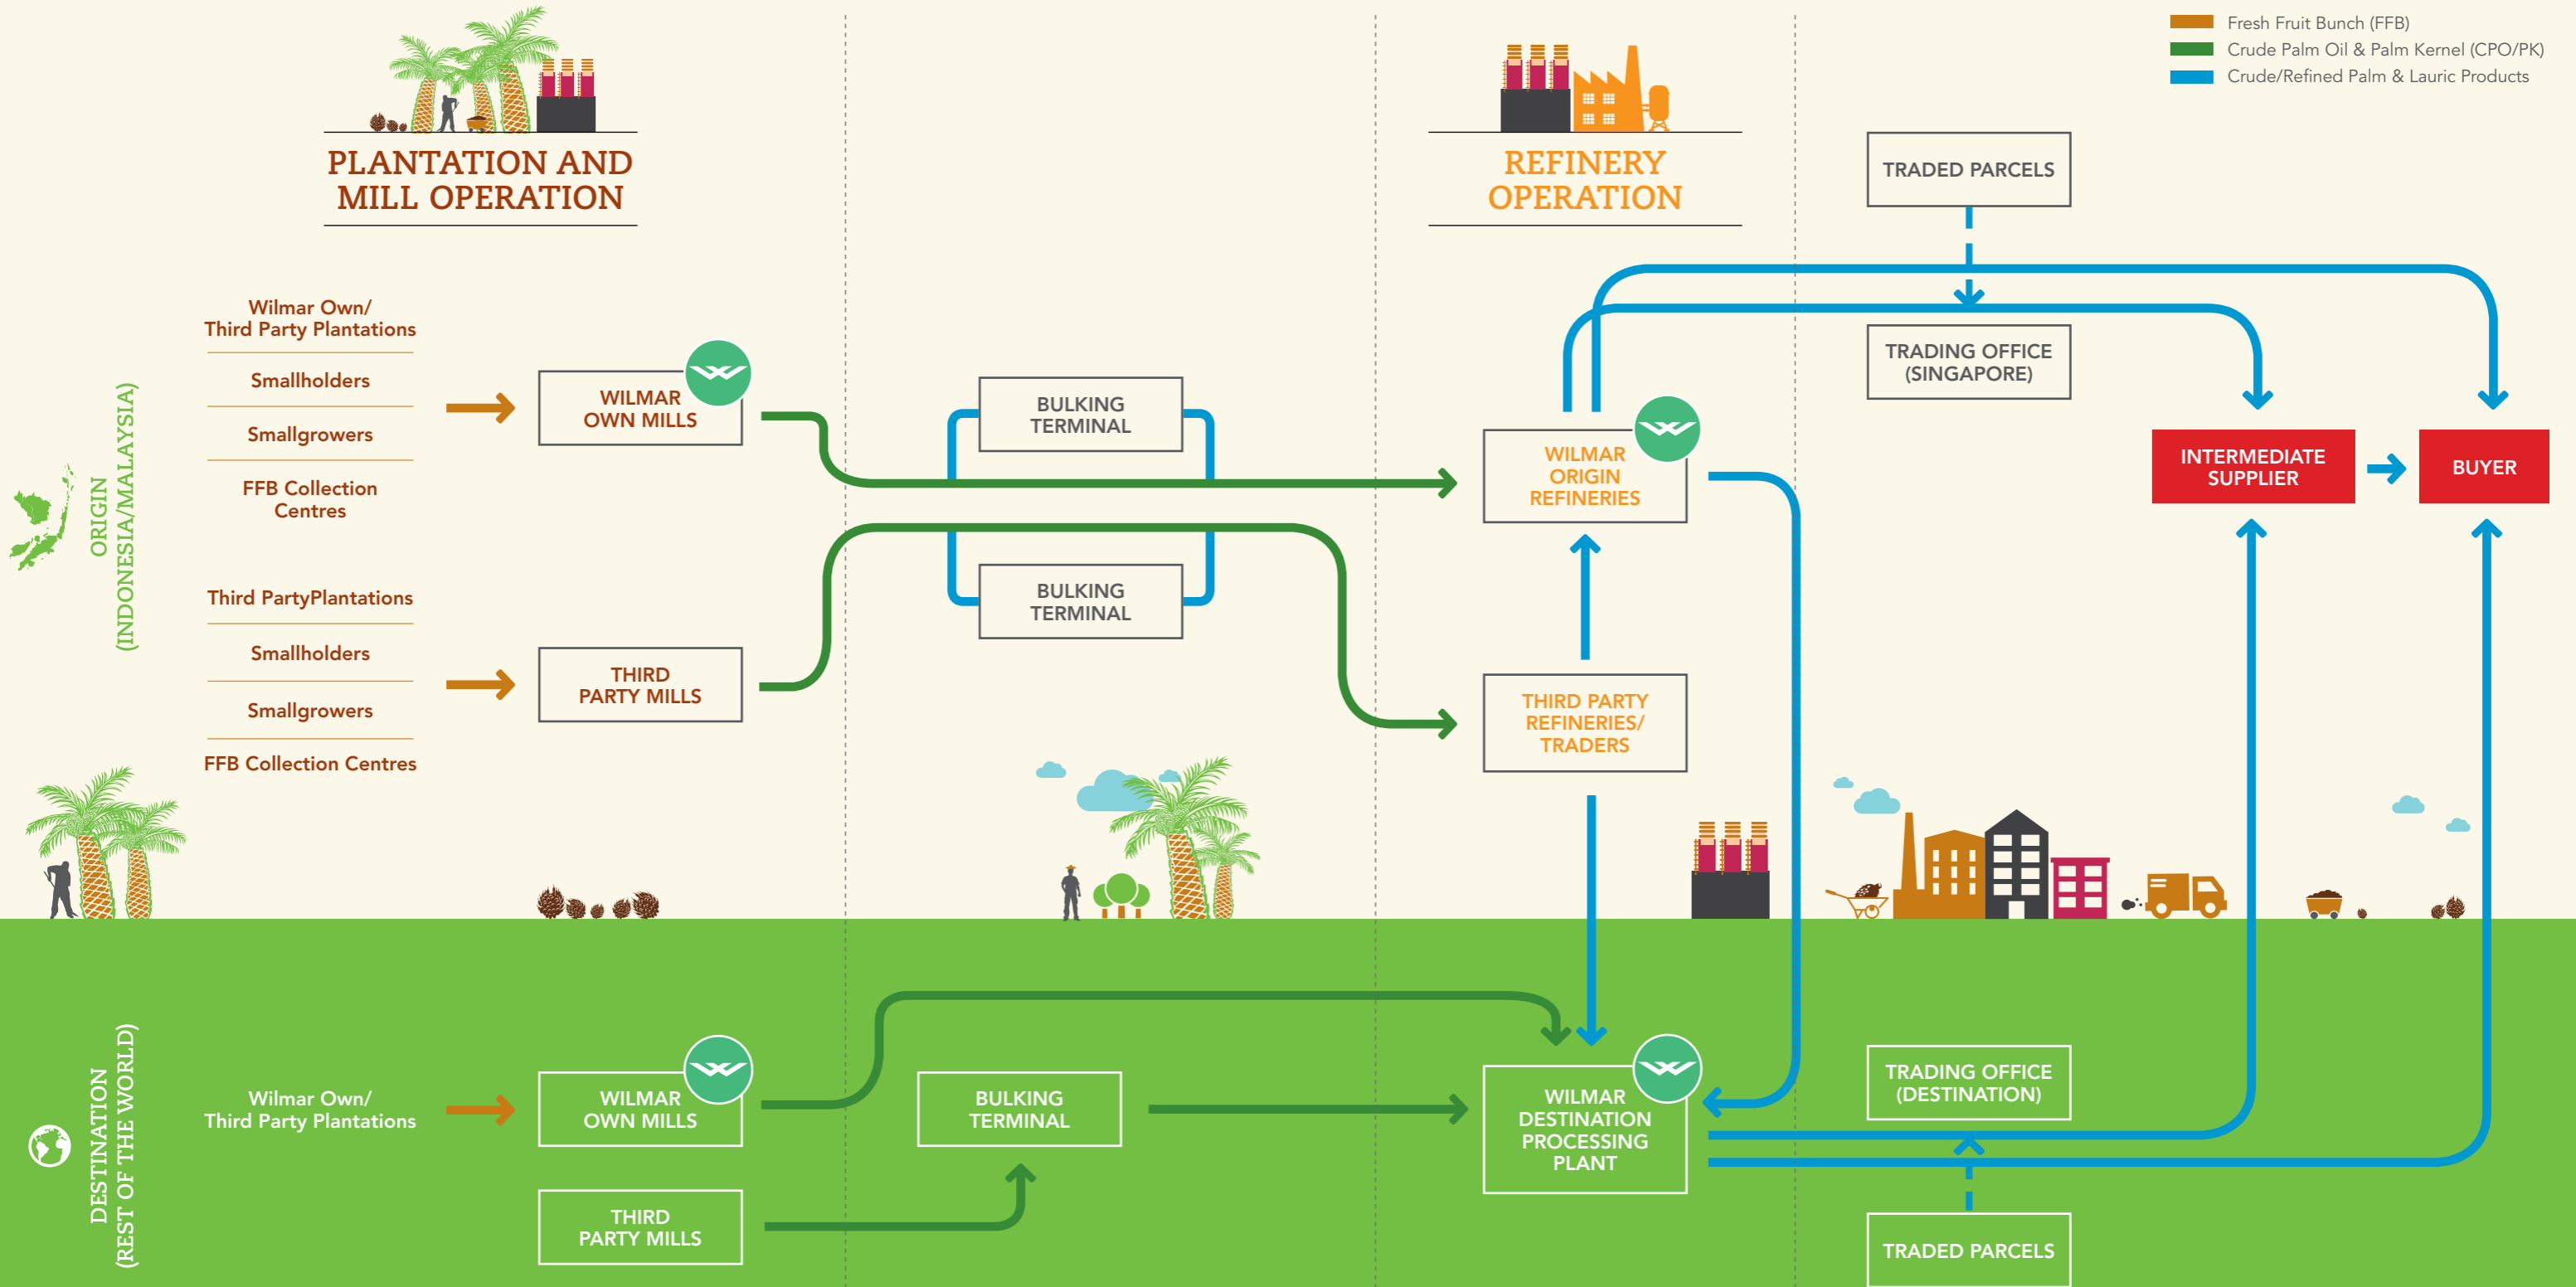 Fresh Fruit Bunch (FFB)
Crude Palm Oil & Palm Kernel (CPO/PK)
Crude/Refined Palm & Lauric Products
PLANTATION AND
MILL OPERATION
REFINERY
OPERATION
TRADED PARCELS
ORIGIN
(INDONESIA/MALAYSIA)
Wilmar Own/
Third Party Plantations
Smallholders
Smallgrowers
FFB Collection
Centres
WILMAR
OWN MILLS
BULKING
TERMINAL
WILMAR
ORIGIN
REFINERIES
TRADING OFFICE
(SINGAPORE)
INTERMEDIATE
SUPPLIER
BUYER
Third PartyPlantations
Smallholders
Smallgrowers
FFB Collection Centres
THIRD
PARTY MILLS
BULKING
TERMINAL
THIRD PARTY
REFINERIES/
TRADERS
DESTINATION
(REST OF THE WORLD)
Wilmar Own/
Third Party Plantations
WILMAR
OWN MILLS
THIRD
PARTY MILLS
BULKING
TERMINAL
WILMAR
DESTINATION
PROCESSING
PLANT
TRADING OFFICE
(DESTINATION)
TRADED PARCELS